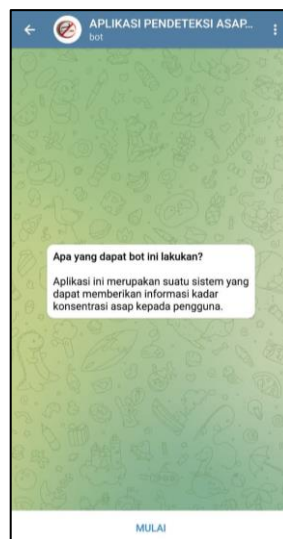 APLIKASI PENDETEKSI ASAP...
bot
Apa yang dapat bot ini lakukan?
Aplikasi ini merupakan suatu sistem yang
dapat memberikan informasi kadar
konsentrasi asap kepada pengguna.
MULAI